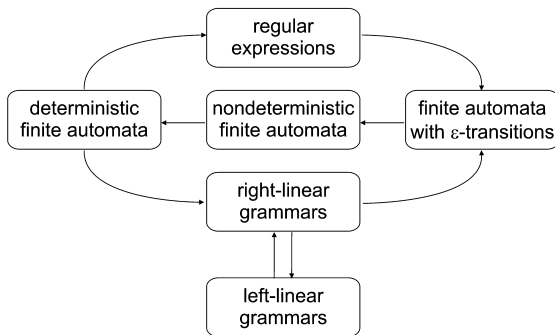 regular
expressions
deterministic
finite automata
nondeterministic
finite automata
finite automata
with ε-transitions
right-linear
grammars
left-linear
grammars